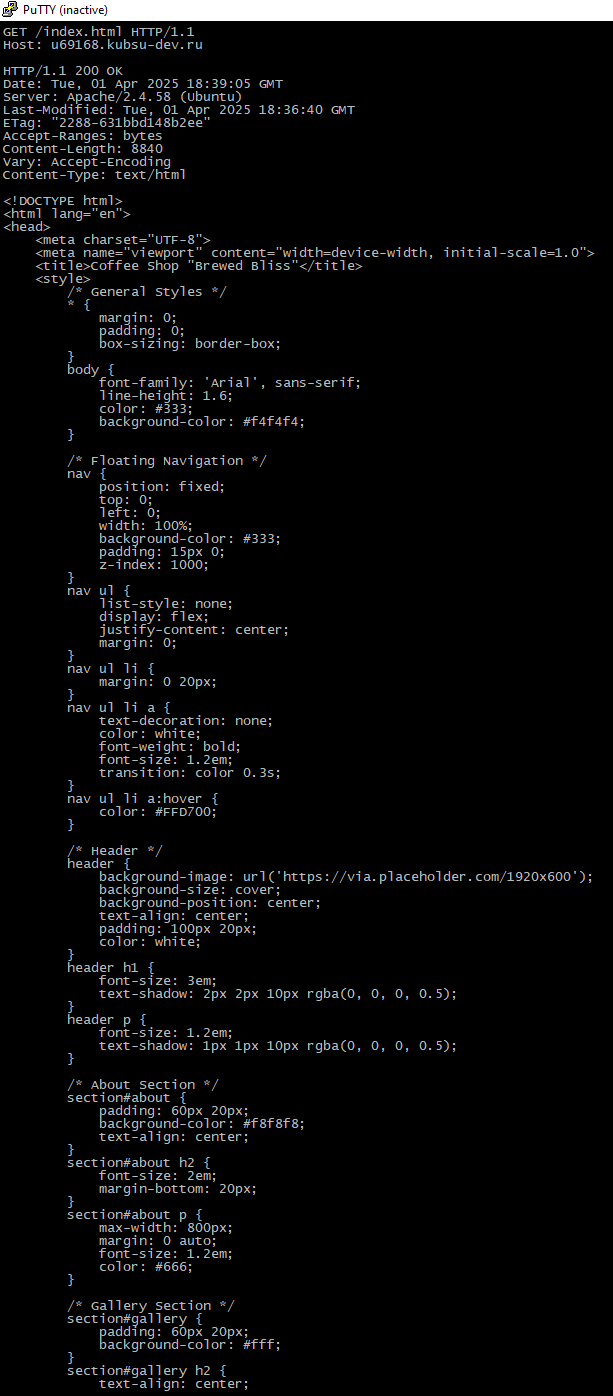 PuTTY (inactive)
GET /index.html HTTP/1.1
Host: u69168.kubsu-dev.ru

HTTP/1.1 200 OK
Date: Tue, 01 Apr 2025 18:39:05 GMT
Server: Apache/2.4.58 (Ubuntu)
Last-Modified: Tue, 01 Apr 2025 18:36:40 GMT
ETag: "2288-631bbd148b2ee"
Accept-Ranges: bytes
Content-Length: 8840
Vary: Accept-Encoding
Content-Type: text/html

<!DOCTYPE html>
<html lang="en">
<head>
    <meta charset="UTF-8">
    <meta name="viewport" content="width=device-width, initial-scale=1.0">
    <title>Coffee Shop "Brewed Bliss"</title>
    <style>
        /* General Styles */
        * {
            margin: 0;
            padding: 0;
            box-sizing: border-box;
        }
        body {
            font-family: 'Arial', sans-serif;
            line-height: 1.6;
            color: #333;
            background-color: #f4f4f4;
        }

        /* Floating Navigation */
        nav {
            position: fixed;
            top: 0;
            left: 0;
            width: 100%;
            background-color: #333;
            padding: 15px 0;
            z-index: 1000;
        }
        nav ul {
            list-style: none;
            display: flex;
            justify-content: center;
            margin: 0;
        }
        nav ul li {
            margin: 0 20px;
        }
        nav ul li a {
            text-decoration: none;
            color: white;
            font-weight: bold;
            font-size: 1.2em;
            transition: color 0.3s;
        }
        nav ul li a:hover {
            color: #FFD700;
        }

        /* Header */
        header {
            background-image: url('https://via.placeholder.com/1920x600');
            background-size: cover;
            background-position: center;
            text-align: center;
            padding: 100px 20px;
            color: white;
        }
        header h1 {
            font-size: 3em;
            text-shadow: 2px 2px 10px rgba(0, 0, 0, 0.5);
        }
        header p {
            font-size: 1.2em;
            text-shadow: 1px 1px 10px rgba(0, 0, 0, 0.5);
        }

        /* About Section */
        section#about {
            padding: 60px 20px;
            background-color: #f8f8f8;
            text-align: center;
        }
        section#about h2 {
            font-size: 2em;
            margin-bottom: 20px;
        }
        section#about p {
            max-width: 800px;
            margin: 0 auto;
            font-size: 1.2em;
            color: #666;
        }

        /* Gallery Section */
        section#gallery {
            padding: 60px 20px;
            background-color: #fff;
        }
        section#gallery h2 {
            text-align: center;